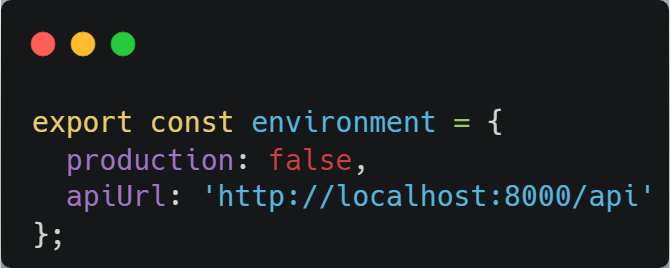 export const environment = {
  production: false,
  apiUrl: 'http://localhost:8000/api'
};